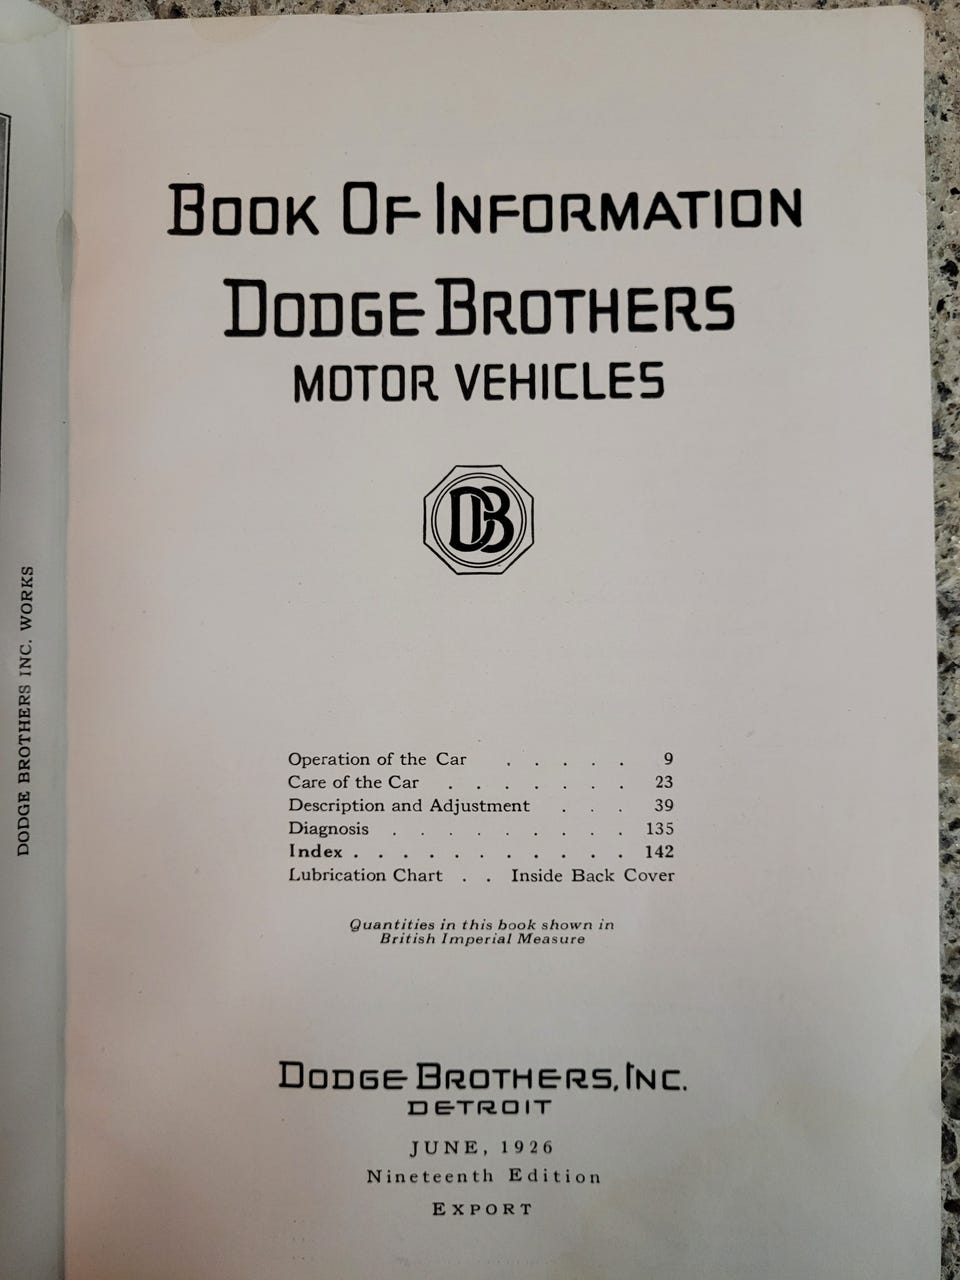 DODGE BROTHERS INC. WORKS
BOOK OF INFORMATION
DODGE BROTHERS
MOTOR VEHICLES
DB
Operation of the Car . . . . . 9
Care of the Car . . . . . . . 23
Description and Adjustment . . . 39
Diagnosis . . . . . . . . . 135
Index . . . . . . . . . . . 142
Lubrication Chart . . Inside Back Cover
Quantities in this book shown in
British Imperial Measure
DODGE BROTHERS, INC.
DETROIT
JUNE, 1926
Nineteenth Edition
EXPORT